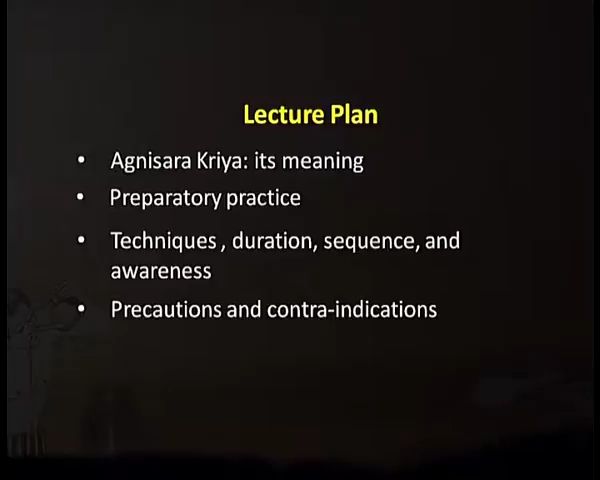 Lecture Plan
• Agnisara Kriya: its meaning
• Preparatory practice
• Techniques , duration, sequence, and
awareness
• Precautions and contra-indications